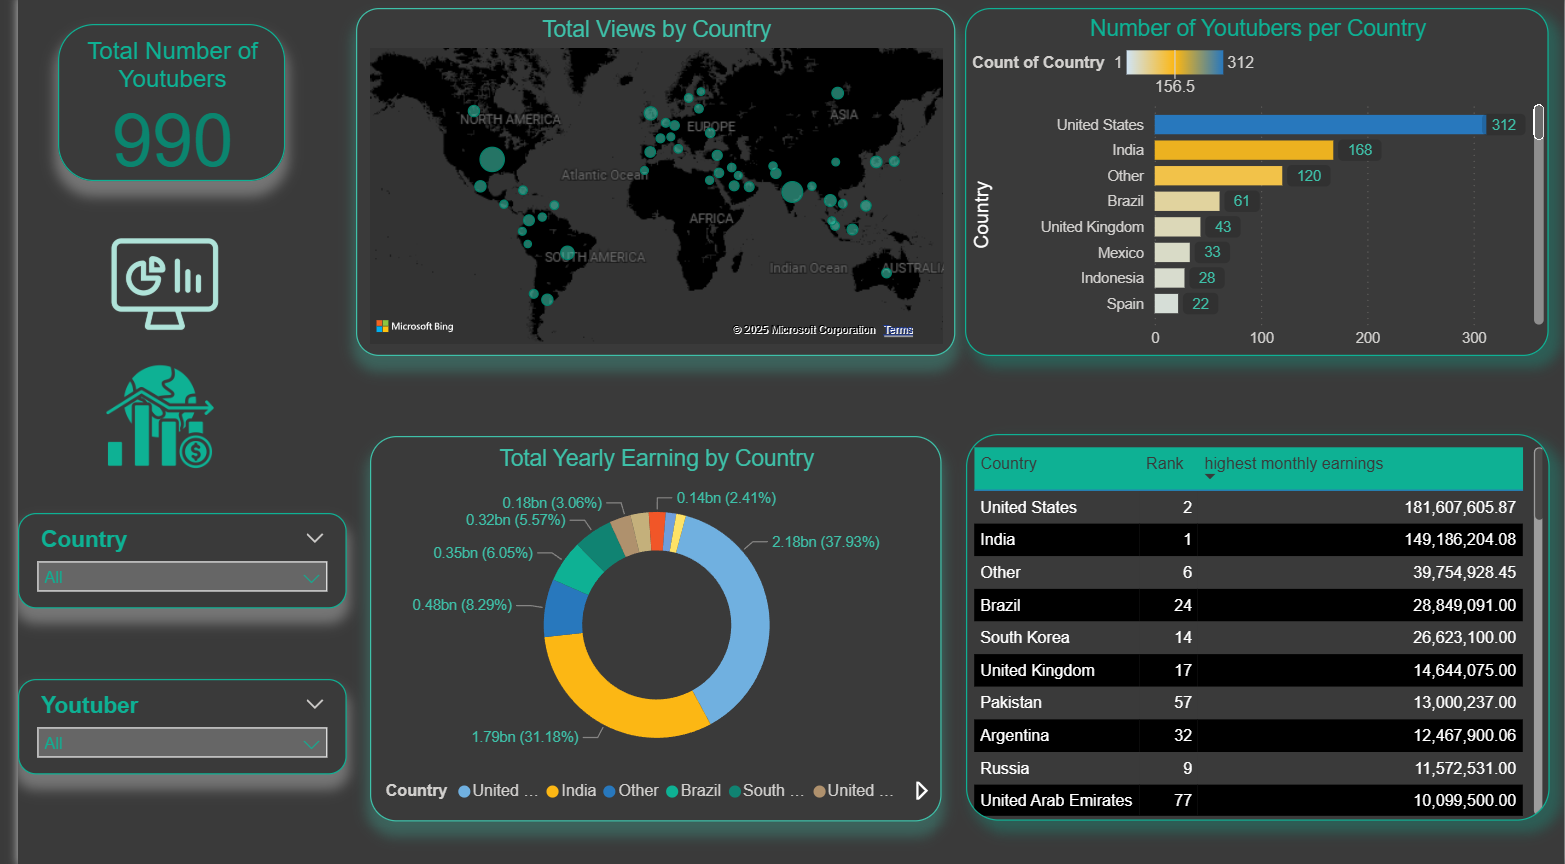 Total Number of
Youtubers
990
Country
All
Youtuber
All
Total Views by Country
NORTH AMERICA
EUROPE
ASIA
Atlantic Ocean
AFRICA
SOUTH AMERICA
Indian Ocean
AUSTRALIA
Microsoft Bing
© 2025 Microsoft Corporation Terms
Number of Youtubers per Country
Count of Country 1 312
156.5
Country
United States 312
India 168
Other 120
Brazil 61
United Kingdom 43
Mexico 33
Indonesia 28
Spain 22
0 100 200 300
Total Yearly Earning by Country
0.14bn (2.41%)
0.18bn (3.06%)
0.32bn (5.57%)
2.18bn (37.93%)
0.35bn (6.05%)
0.48bn (8.29%)
1.79bn (31.18%)
Country United ... India Other Brazil South ... United ...
Country Rank highest monthly earnings
United States 2 181,607,605.87
India 1 149,186,204.08
Other 6 39,754,928.45
Brazil 24 28,849,091.00
South Korea 14 26,623,100.00
United Kingdom 17 14,644,075.00
Pakistan 57 13,000,237.00
Argentina 32 12,467,900.06
Russia 9 11,572,531.00
United Arab Emirates 77 10,099,500.00